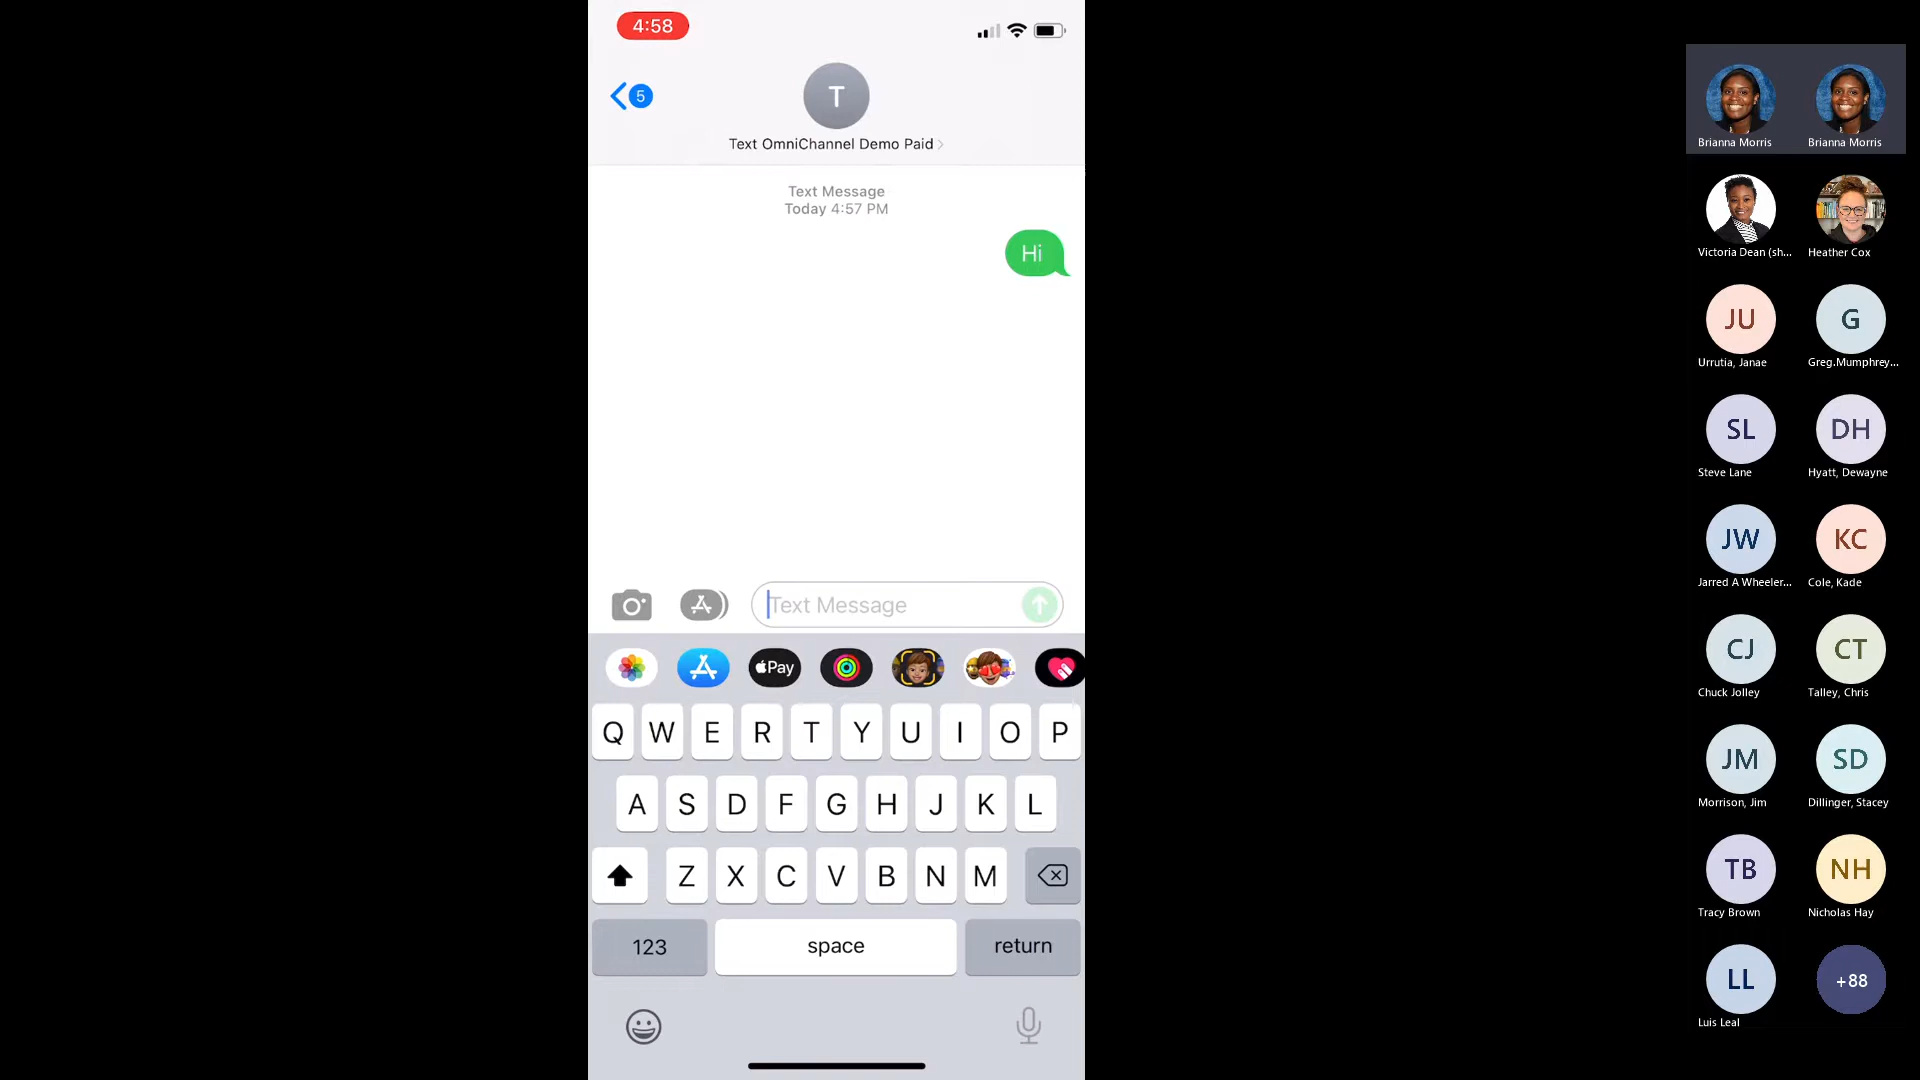 4:58
5
T
Text OmniChannel Demo Paid
Text Message
Today 4:57 PM
Hi
Text Message
Pay
Q W E R T Y U I O P
A S D F G H J K L
Z X C V B N M
123 space return
Brianna Morris Brianna Morris
Victoria Dean (sh... Heather Cox
JU G
Urrutia, Janae Greg.Mumphrey...
SL DH
Steve Lane Hyatt, Dewayne
JW KC
Jarred A Wheeler... Cole, Kade
CJ CT
Chuck Jolley Talley, Chris
JM SD
Morrison, Jim Dillinger, Stacey
TB NH
Tracy Brown Nicholas Hay
LL +88
Luis Leal